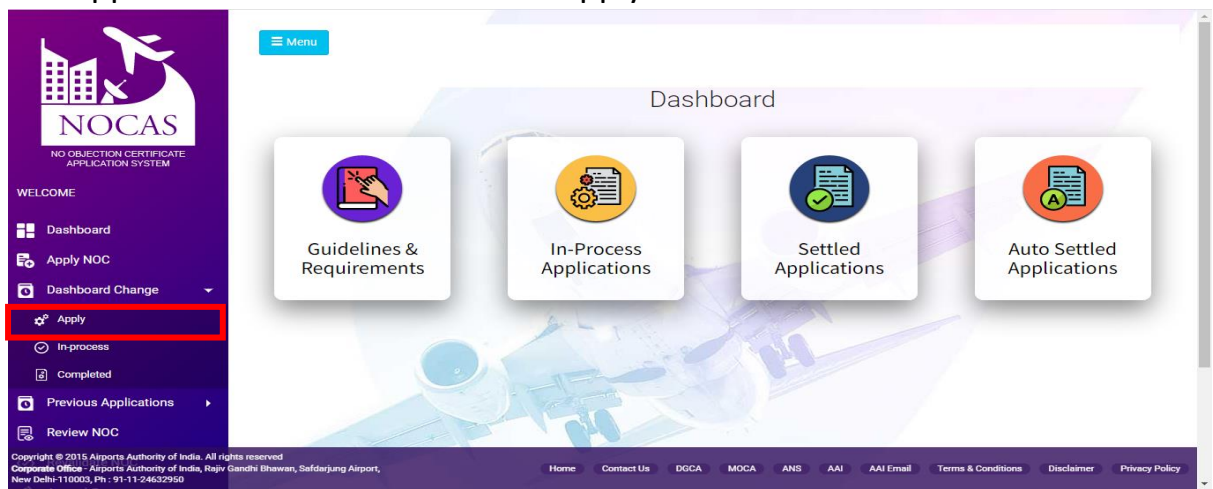 Menu
NOCAS
NO OBJECTION CERTIFICATE
APPLICATION SYSTEM
WELCOME
Dashboard
Apply NOC
Dashboard Change
Apply
In-process
Completed
Previous Applications
Review NOC
Dashboard
Guidelines &
Requirements
In-Process
Applications
Settled
Applications
A
Auto Settled
Applications
Copyright © 2015 Airports Authority of India. All rights reserved
Corporate Office - Airports Authority of India, Rajiv Gandhi Bhawan, Safdarjung Airport,
New Delhi-110003, Ph : 91-11-24632950
Home Contact Us DGCA MOCA ANS AAI AAI Email Terms & Conditions Disclaimer Privacy Policy